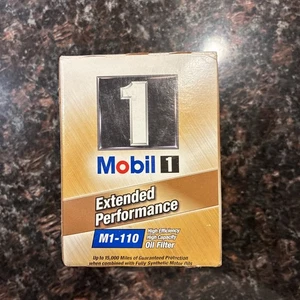 1
Mobil 1
Extended
Performance
M1-110
High Efficiency
High Capacity
Oil Filter
Up to 15,000 Miles of Guaranteed Protection
when combined with Fully Synthetic Motor Oils